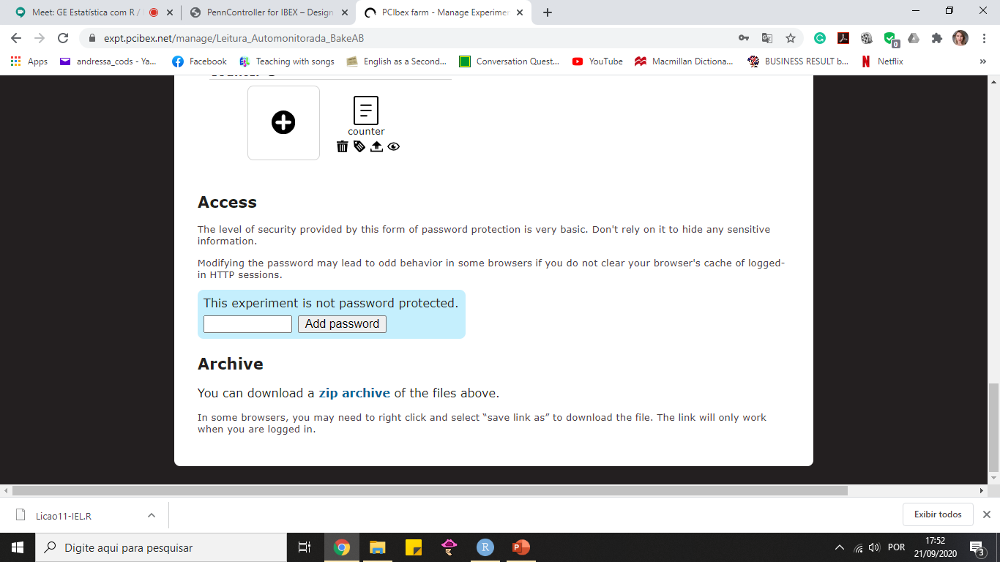 Meet: GE Estatística com R /
PennController for IBEX – Design
PCIbex farm - Manage Experimen
expt.pcibex.net/manage/Leitura_Automonitorada_BakeAB
0
Apps
andressa_cods - Ya...
Facebook
Teaching with songs
English as a Second...
Conversation Quest...
YouTube
Macmillan Dictiona...
BUSINESS RESULT b...
Netflix
»
counter
Access
The level of security provided by this form of password protection is very basic. Don't rely on it to hide any sensitive
information.
Modifying the password may lead to odd behavior in some browsers if you do not clear your browser's cache of logged-
in HTTP sessions.
This experiment is not password protected.
Add password
Archive
You can download a zip archive of the files above.
In some browsers, you may need to right click and select “save link as” to download the file. The link will only work
when you are logged in.
Licao11-IEL.R
Exibir todos
Digite aqui para pesquisar
R
P
POR
17:52
21/09/2020
3